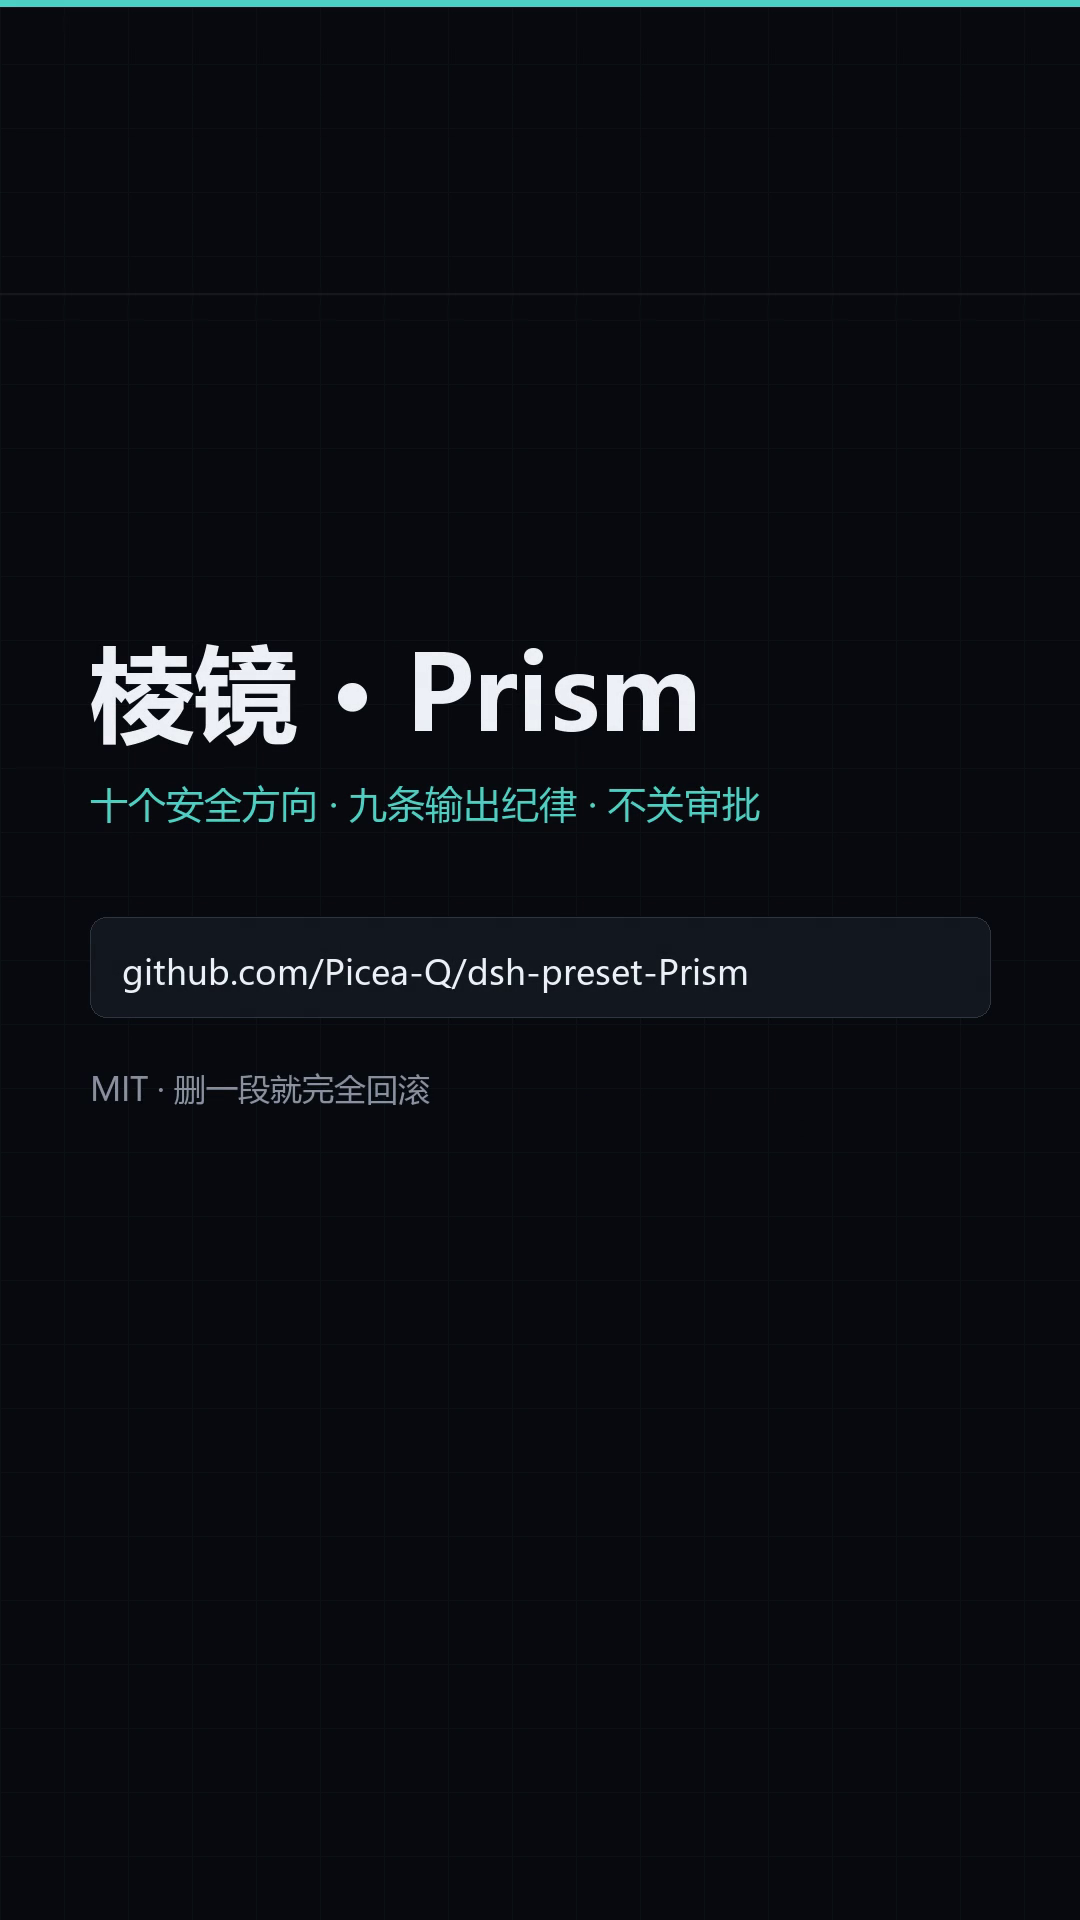 棱镜 · Prism
十个安全方向 · 九条输出纪律 · 不关审批
github.com/Picea-Q/dsh-preset-Prism
MIT · 删一段就完全回滚